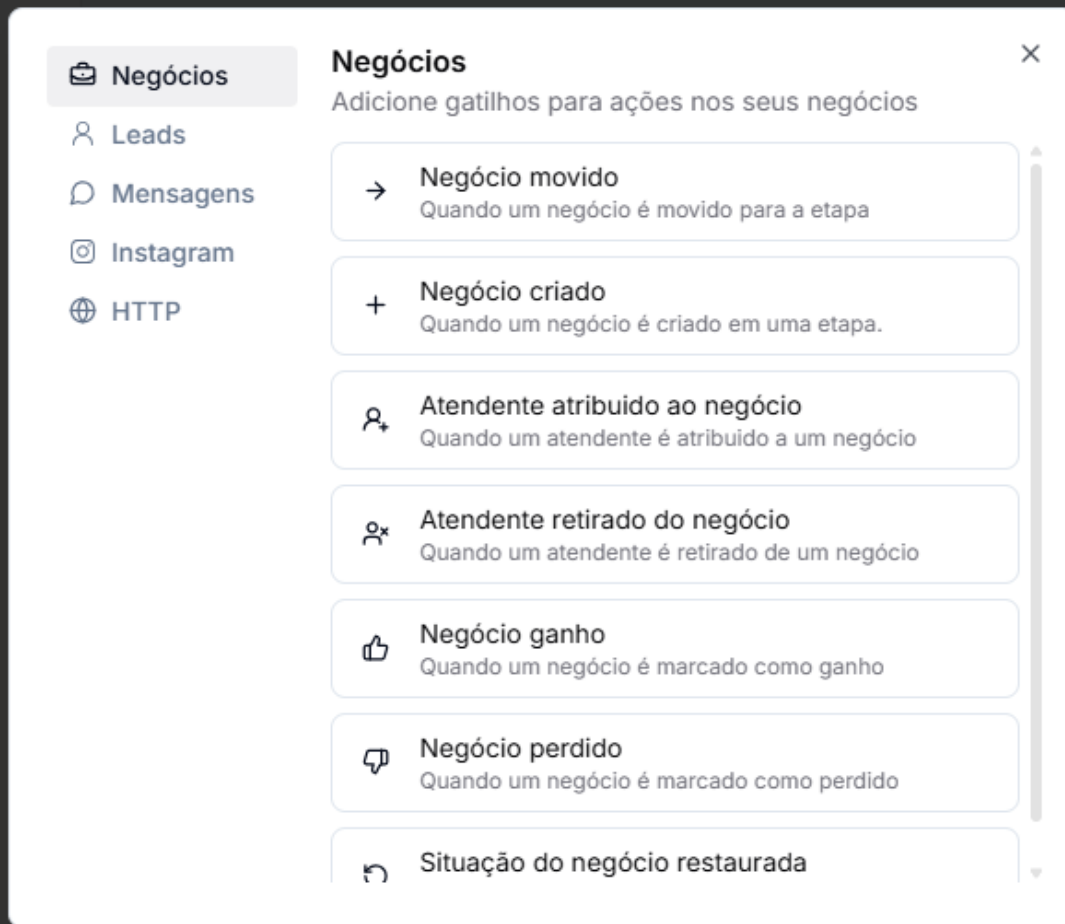 Negócios
Leads
Mensagens
Instagram
HTTP
Negócios
Adicione gatilhos para ações nos seus negócios
Negócio movido
Quando um negócio é movido para a etapa
Negócio criado
Quando um negócio é criado em uma etapa.
Atendente atribuido ao negócio
Quando um atendente é atribuido a um negócio
Atendente retirado do negócio
Quando um atendente é retirado de um negócio
Negócio ganho
Quando um negócio é marcado como ganho
Negócio perdido
Quando um negócio é marcado como perdido
Situação do negócio restaurada